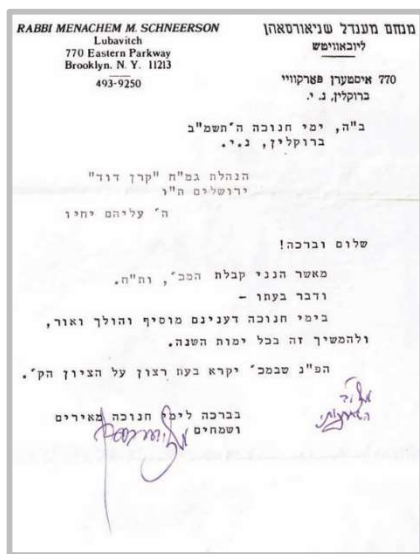 RABBI MENACHEM M. SCHNEERSON
Lubavitch
770 Eastern Parkway
Brooklyn, N. Y. 11213
493-9250
מנחם מענדל שניאורסאהן
ליובאוויטש
770 איסטערן פארקוויי
ברוקלין, נ. י.
ב"ה, ימי חנוכה ה'תשמ"ב
ברוקלין, נ.י.
הנהלת גמ"ח "קרן דוד"
ירושלים ת"ו
ה' עליהם יחיו
שלום וברכה!
מאשר הנני קבלת המכ', ות"ח.
ודבר בעתו –
בימי חנוכה דענינם מוסיף והולך ואור,
ולהמשיך זה בכל ימות השנה.
הפ"נ שבמכ' יקרא בעת רצון על הציון הק'.
בברכה לימי חנוכה מאירים
ושמחים